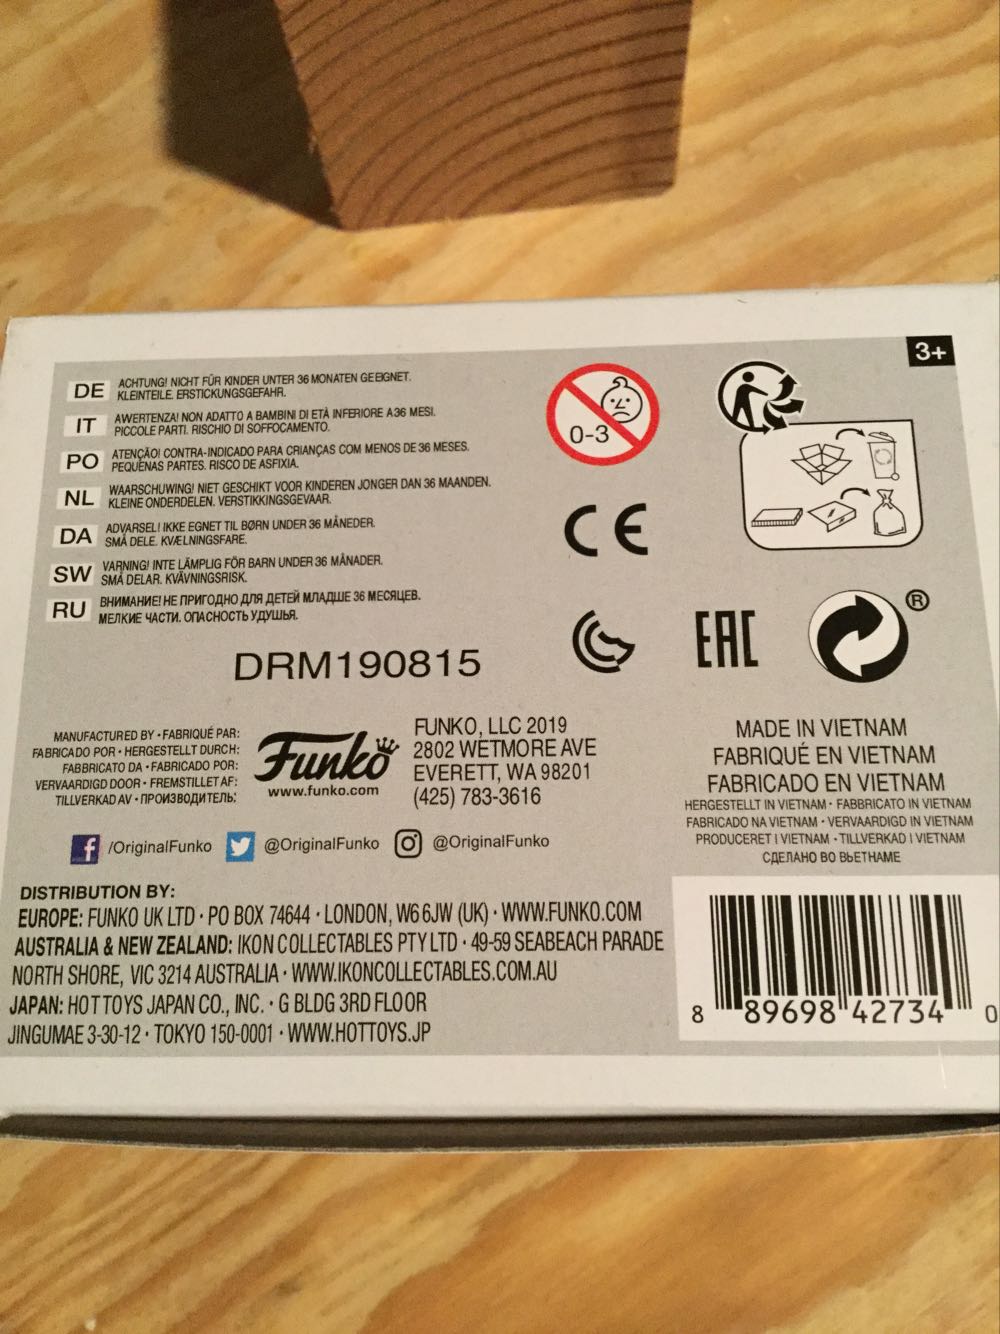 3+
DE ACHTUNG! NICHT FÜR KINDER UNTER 36 MONATEN GEEIGNET.
KLEINTEILE. ERSTICKUNGSGEFAHR.
IT AWERTENZA! NON ADATTO A BAMBINI DI ETÀ INFERIORE A 36 MESI.
PICCOLE PARTI. RISCHIO DI SOFFOCAMENTO.
PO ATENÇÃO! CONTRA-INDICADO PARA CRIANÇAS COM MENOS DE 36 MESES.
PEQUENAS PARTES. RISCO DE ASFIXIA.
NL WAARSCHUWING! NIET GESCHIKT VOOR KINDEREN JONGER DAN 36 MAANDEN.
KLEINE ONDERDELEN. VERSTIKKINGSGEVAAR.
DA ADVARSEL! IKKE EGNET TIL BØRN UNDER 36 MÅNEDER.
SMÅ DELE. KVÆLNINGSFARE.
SW VARNING! INTE LÄMPLIG FÖR BARN UNDER 36 MÅNADER.
SMÅ DELAR. KVÄVNINGSRISK.
RU ВНИМАНИЕ! НЕ ПРИГОДНО ДЛЯ ДЕТЕЙ МЛАДШЕ 36 МЕСЯЦЕВ.
МЕЛКИЕ ЧАСТИ. ОПАСНОСТЬ УДУШЬЯ.
0-3
CE
EAC
®
DRM190815
MANUFACTURED BY • FABRIQUÉ PAR:
FABRICADO POR • HERGESTELLT DURCH:
FABBRICATO DA • FABRICADO POR:
VERVAARDIGD DOOR • FREMSTILLET AF:
TILLVERKAD AV • ПРОИЗВОДИТЕЛЬ:
Funko
www.funko.com
FUNKO, LLC 2019
2802 WETMORE AVE
EVERETT, WA 98201
(425) 783-3616
MADE IN VIETNAM
FABRIQUÉ EN VIETNAM
FABRICADO EN VIETNAM
HERGESTELLT IN VIETNAM • FABBRICATO IN VIETNAM
FABRICADO NA VIETNAM • VERVAARDIGD IN VIETNAM
PRODUCERET I VIETNAM • TILLVERKAD I VIETNAM
СДЕЛАНО ВО ВЬЕТНАМЕ
f /OriginalFunko @OriginalFunko @OriginalFunko
DISTRIBUTION BY:
EUROPE: FUNKO UK LTD • PO BOX 74644 • LONDON, W6 6JW (UK) • WWW.FUNKO.COM
AUSTRALIA & NEW ZEALAND: IKON COLLECTABLES PTY LTD • 49-59 SEABEACH PARADE
NORTH SHORE, VIC 3214 AUSTRALIA • WWW.IKONCOLLECTABLES.COM.AU
JAPAN: HOT TOYS JAPAN CO., INC. • G BLDG 3RD FLOOR
JINGUMAE 3-30-12 • TOKYO 150-0001 • WWW.HOTTOYS.JP
8 89698 42734 0